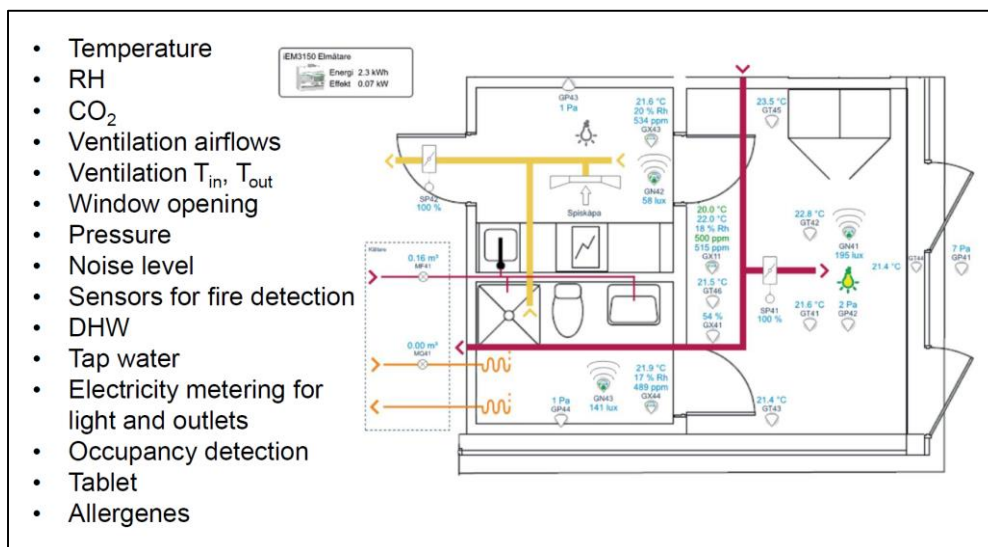 • Temperature
• RH
• CO₂
• Ventilation airflows
• Ventilation Tin, Tout
• Window opening
• Pressure
• Noise level
• Sensors for fire detection
• DHW
• Tap water
• Electricity metering for
light and outlets
• Occupancy detection
• Tablet
• Allergenes
iEM3150 Elmätare
Energi 2.3 kWh
Effekt 0.07 kW
GP43
1 Pa
21.6 °C
20 % Rh
534 ppm
GX43
GN42
58 lux
SP42
100 %
Spiskåpa
23.5 °C
GT45
20.0 °C
22.0 °C
18 % Rh
500 ppm
515 ppm
GX11
21.5 °C
GT46
54 %
GX41
22.8 °C
GT42
GN41
195 lux
21.4 °C
GT44
7 Pa
GP41
SP41
100 %
21.6 °C
GT41
2 Pa
GP42
0.16 m³
MF41
0.00 m³
MQ41
1 Pa
GP44
GN43
141 lux
21.9 °C
17 % Rh
489 ppm
GX44
21.4 °C
GT43